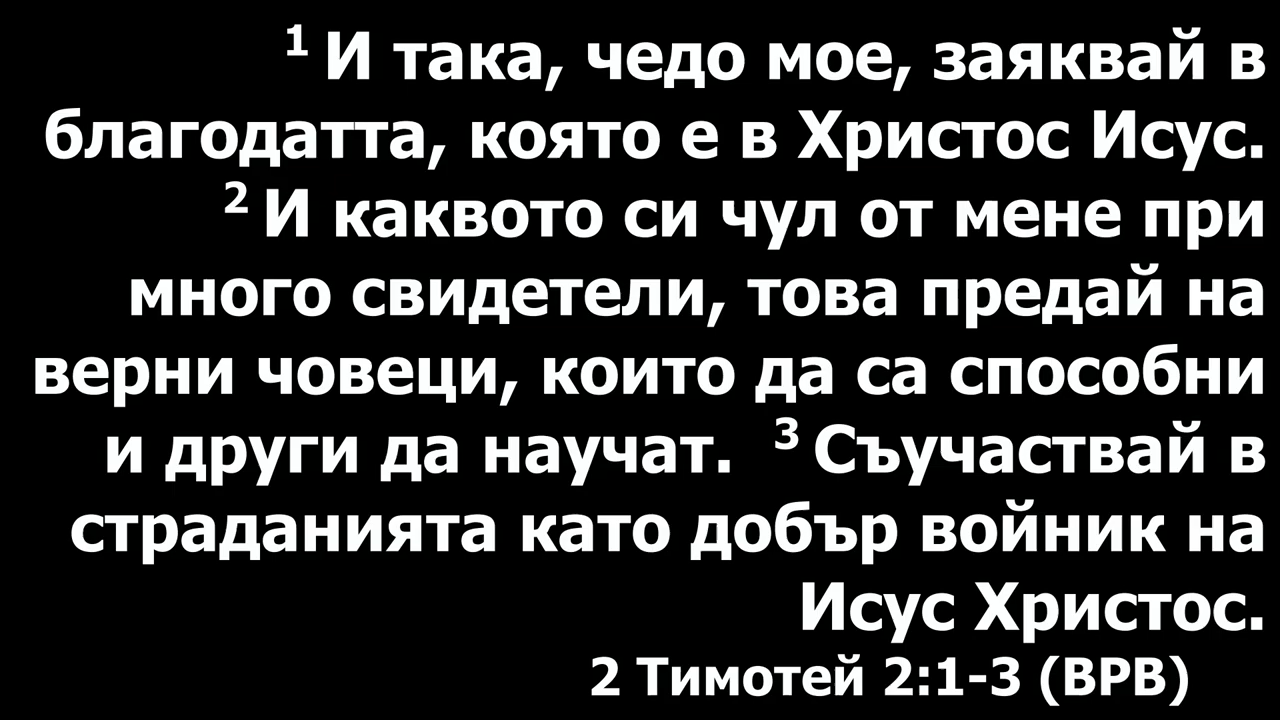 ¹ И така, чедо мое, заяквай в
благодатта, която е в Христос Исус.
² И каквото си чул от мене при
много свидетели, това предай на
верни човеци, които да са способни
и други да научат. ³ Съучаствай в
страданията като добър войник на
Исус Христос.
2 Тимотей 2:1-3 (ВРВ)